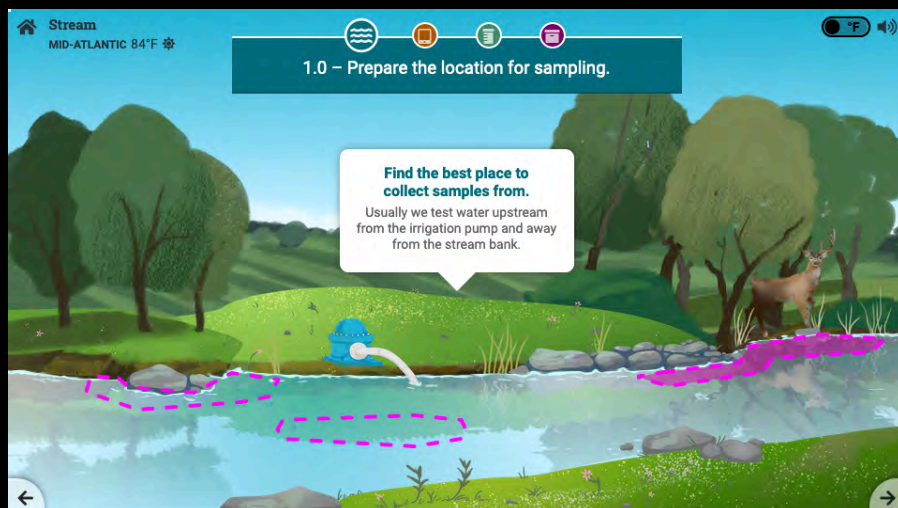 Stream
MID-ATLANTIC 84°F
°F
1.0 – Prepare the location for sampling.
Find the best place to
collect samples from.
Usually we test water upstream
from the irrigation pump and away
from the stream bank.